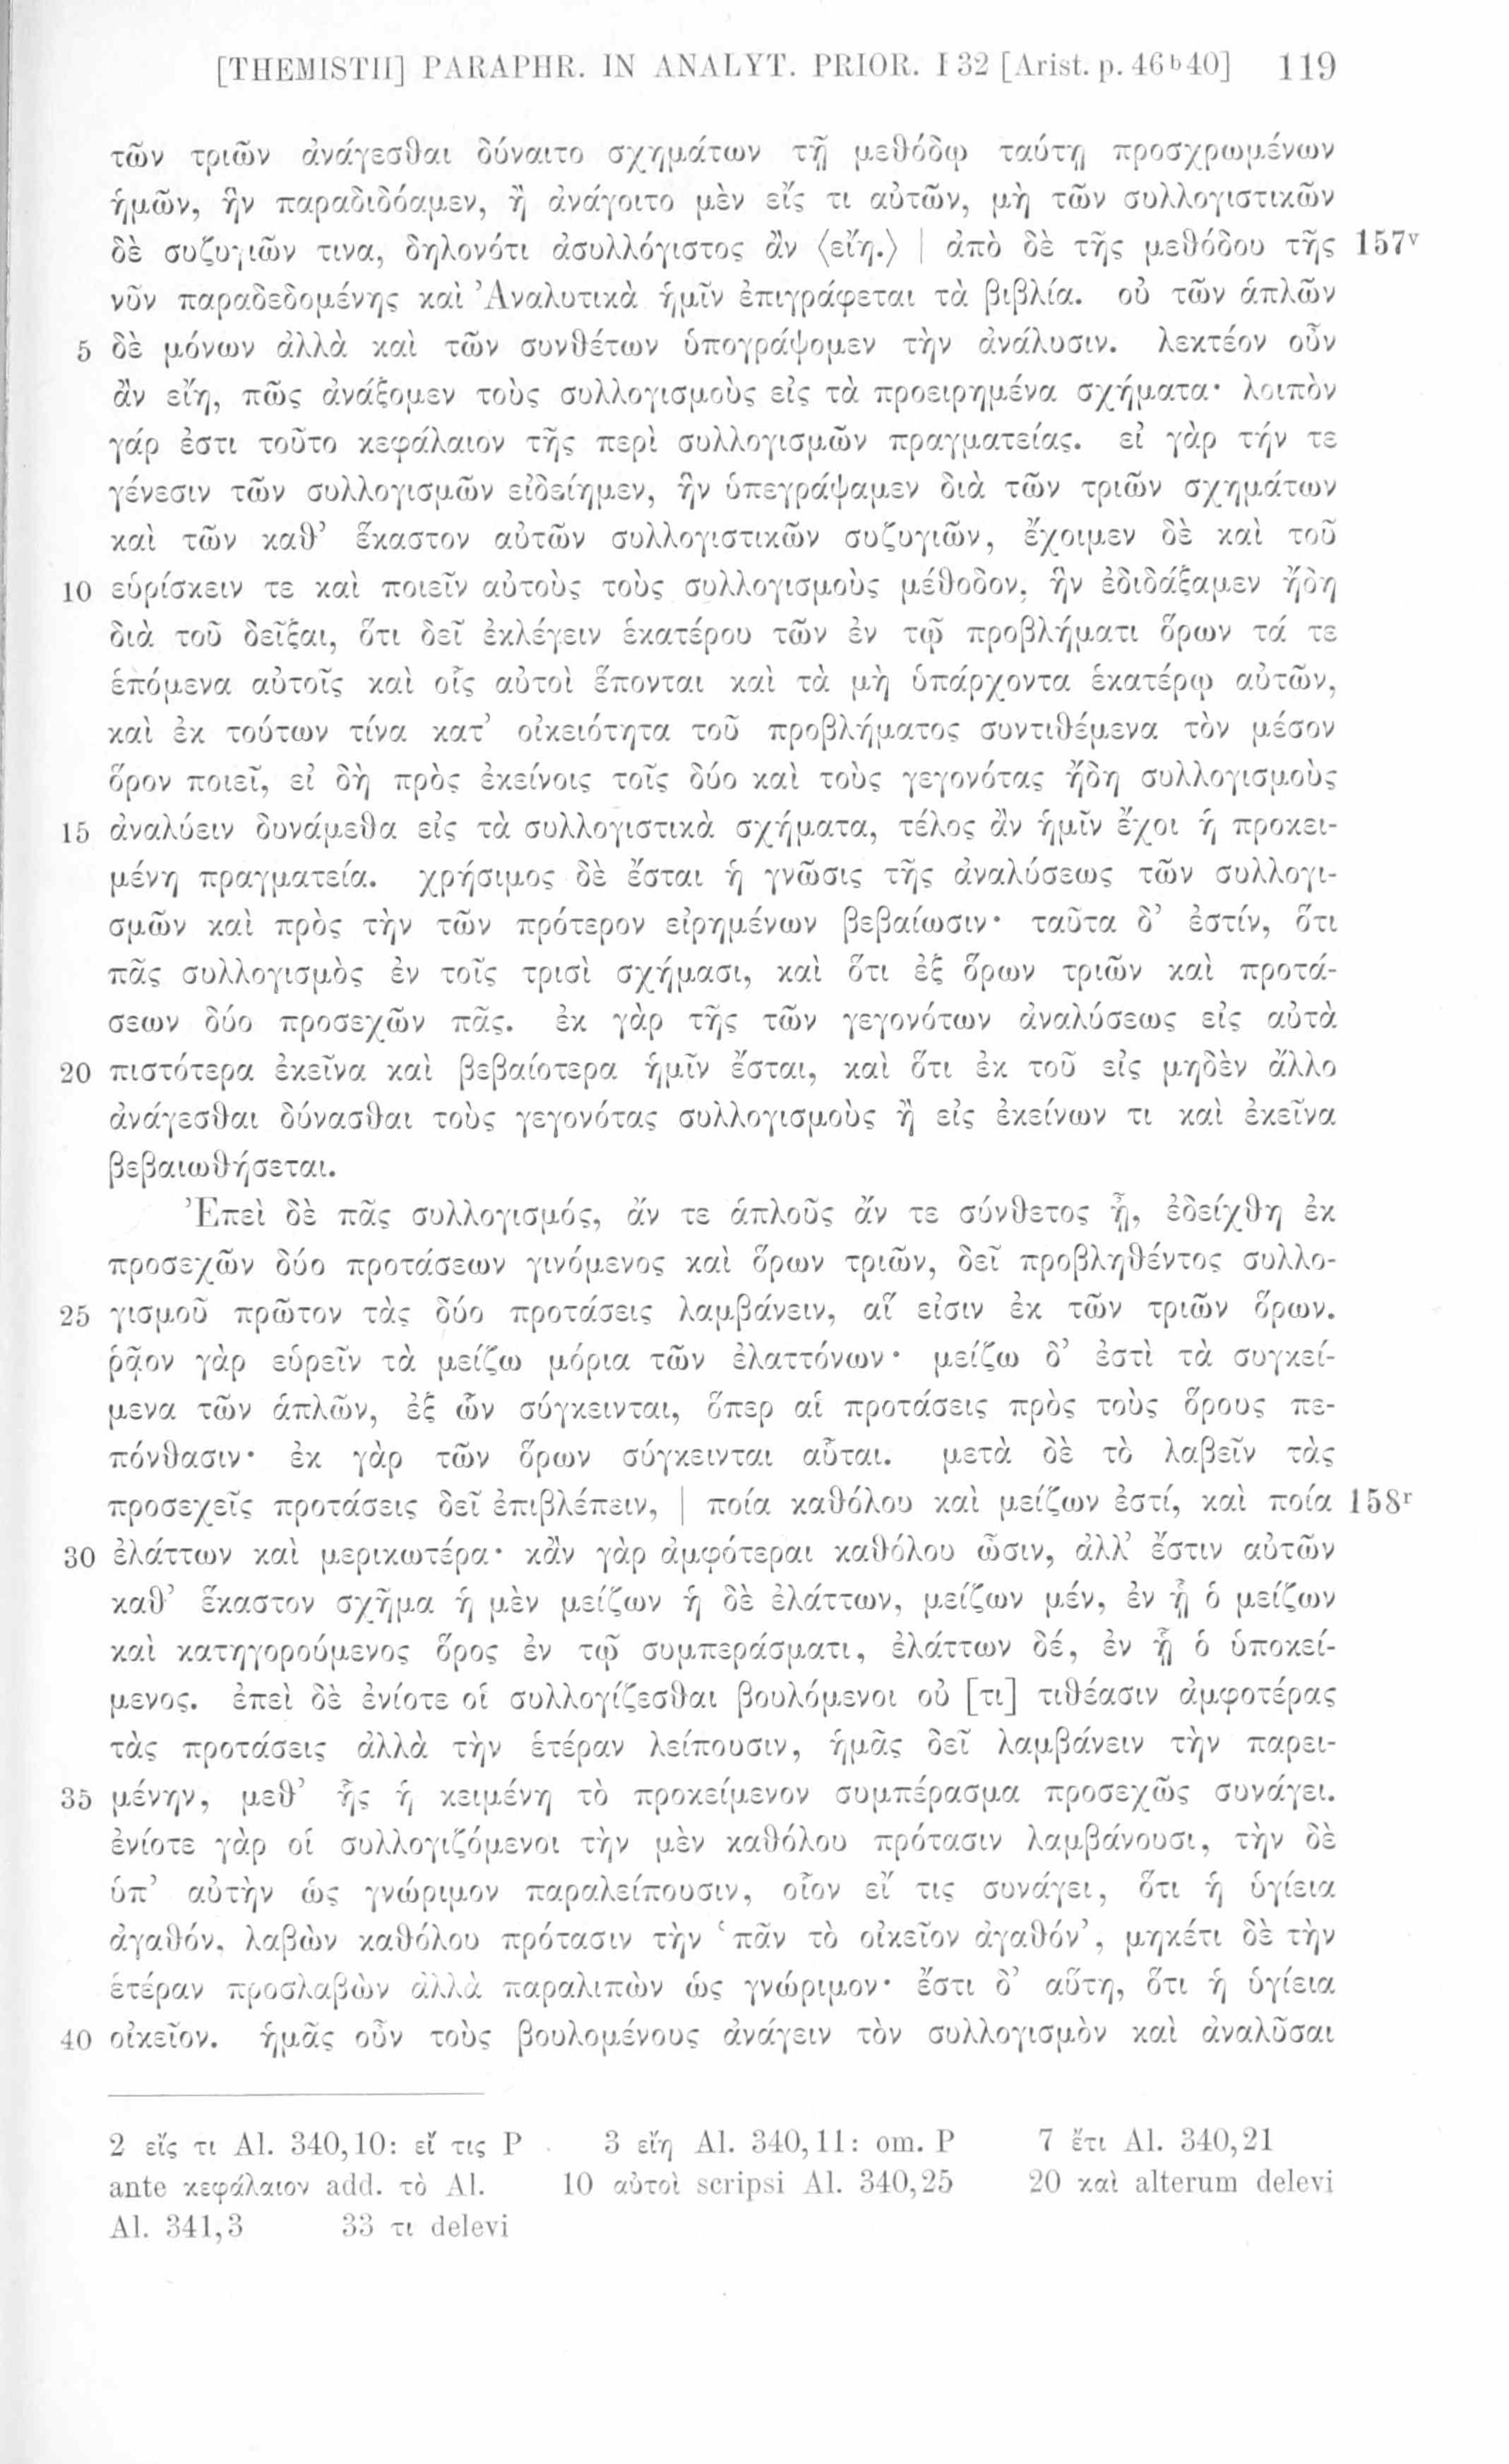 [THEMISTII] PARAPHR. IN ANALYT. PRIOR. I 32 [Arist. p. 46ᵇ40] 119
τῶν τριῶν ἀνάγεσθαι δύναιτο σχημάτων τῇ μεθόδῳ ταύτῃ προσχρωμένων
ἡμῶν, ἣν παραδιδόαμεν, ἢ ἀνάγοιτο μὲν εἴς τι αὐτῶν, μὴ τῶν συλλογιστικῶν
δὲ συζυγιῶν τινα, δηλονότι ἀσυλλόγιστος ἂν ⟨εἴη.⟩ | ἀπὸ δὲ τῆς μεθόδου τῆς 157ᵛ
νῦν παραδεδομένης καὶ Ἀναλυτικὰ ἡμῖν ἐπιγράφεται τὰ βιβλία. οὐ τῶν ἁπλῶν
5 δὲ μόνων ἀλλὰ καὶ τῶν συνθέτων ὑπογράψομεν τὴν ἀνάλυσιν. λεκτέον οὖν
ἂν εἴη, πῶς ἀνάξομεν τοὺς συλλογισμοὺς εἰς τὰ προειρημένα σχήματα· λοιπὸν
γάρ ἐστι τοῦτο κεφάλαιον τῆς περὶ συλλογισμῶν πραγματείας. εἰ γὰρ τήν τε
γένεσιν τῶν συλλογισμῶν εἰδείημεν, ἣν ὑπεγράψαμεν διὰ τῶν τριῶν σχημάτων
καὶ τῶν καθ’ ἕκαστον αὐτῶν συλλογιστικῶν συζυγιῶν, ἔχοιμεν δὲ καὶ τοῦ
10 εὑρίσκειν τε καὶ ποιεῖν αὐτοὺς τοὺς συλλογισμοὺς μέθοδον, ἣν ἐδιδάξαμεν ἤδη
διὰ τοῦ δεῖξαι, ὅτι δεῖ ἐκλέγειν ἑκατέρου τῶν ἐν τῷ προβλήματι ὅρων τά τε
ἑπόμενα αὐτοῖς καὶ οἷς αὐτοὶ ἕπονται καὶ τὰ μὴ ὑπάρχοντα ἑκατέρῳ αὐτῶν,
καὶ ἐκ τούτων τίνα κατ’ οἰκειότητα τοῦ προβλήματος συντιθέμενα τὸν μέσον
ὅρον ποιεῖ, εἰ δὴ πρὸς ἐκείνοις τοῖς δύο καὶ τοὺς γεγονότας ἤδη συλλογισμοὺς
15 ἀναλύειν δυνάμεθα εἰς τὰ συλλογιστικὰ σχήματα, τέλος ἂν ἡμῖν ἔχοι ἡ προκει-
μένη πραγματεία. χρήσιμος δὲ ἔσται ἡ γνῶσις τῆς ἀναλύσεως τῶν συλλογι-
σμῶν καὶ πρὸς τὴν τῶν πρότερον εἰρημένων βεβαίωσιν· ταῦτα δ’ ἐστίν, ὅτι
πᾶς συλλογισμὸς ἐν τοῖς τρισὶ σχήμασι, καὶ ὅτι ἐξ ὅρων τριῶν καὶ προτά-
σεων δύο προσεχῶν πᾶς. ἐκ γὰρ τῆς τῶν γεγονότων ἀναλύσεως εἰς αὐτὰ
20 πιστότερα ἐκεῖνα καὶ βεβαιότερα ἡμῖν ἔσται, καὶ ὅτι ἐκ τοῦ εἰς μηδὲν ἄλλο
ἀνάγεσθαι δύνασθαι τοὺς γεγονότας συλλογισμοὺς ἢ εἰς ἐκείνων τι καὶ ἐκεῖνα
βεβαιωθήσεται.
Ἐπεὶ δὲ πᾶς συλλογισμός, ἄν τε ἁπλοῦς ἄν τε σύνθετος ᾖ, ἐδείχθη ἐκ
προσεχῶν δύο προτάσεων γινόμενος καὶ ὅρων τριῶν, δεῖ προβληθέντος συλλο-
25 γισμοῦ πρῶτον τὰς δύο προτάσεις λαμβάνειν, αἵ εἰσιν ἐκ τῶν τριῶν ὅρων.
ῥᾷον γὰρ εὑρεῖν τὰ μείζω μόρια τῶν ἐλαττόνων· μείζω δ’ ἐστὶ τὰ συγκεί-
μενα τῶν ἁπλῶν, ἐξ ὧν σύγκεινται, ὅπερ αἱ προτάσεις πρὸς τοὺς ὅρους πε-
πόνθασιν· ἐκ γὰρ τῶν ὅρων σύγκεινται αὗται. μετὰ δὲ τὸ λαβεῖν τὰς
προσεχεῖς προτάσεις δεῖ ἐπιβλέπειν, | ποία καθόλου καὶ μείζων ἐστί, καὶ ποία 158ʳ
30 ἐλάττων καὶ μερικωτέρα· κἂν γὰρ ἀμφότεραι καθόλου ὦσιν, ἀλλ’ ἔστιν αὐτῶν
καθ’ ἕκαστον σχῆμα ἡ μὲν μείζων ἡ δὲ ἐλάττων, μείζων μέν, ἐν ᾗ ὁ μείζων
καὶ κατηγορούμενος ὅρος ἐν τῷ συμπεράσματι, ἐλάττων δέ, ἐν ᾗ ὁ ὑποκεί-
μενος. ἐπεὶ δὲ ἐνίοτε οἱ συλλογίζεσθαι βουλόμενοι οὐ [τι] τιθέασιν ἀμφοτέρας
τὰς προτάσεις ἀλλὰ τὴν ἑτέραν λείπουσιν, ἡμᾶς δεῖ λαμβάνειν τὴν παρει-
35 μένην, μεθ’ ἧς ἡ κειμένη τὸ προκείμενον συμπέρασμα προσεχῶς συνάγει.
ἐνίοτε γὰρ οἱ συλλογιζόμενοι τὴν μὲν καθόλου πρότασιν λαμβάνουσι, τὴν δὲ
ὑπ’ αὐτὴν ὡς γνώριμον παραλείπουσιν, οἷον εἴ τις συνάγει, ὅτι ἡ ὑγίεια
ἀγαθόν, λαβὼν καθόλου πρότασιν τὴν ‘πᾶν τὸ οἰκεῖον ἀγαθόν’, μηκέτι δὲ τὴν
ἑτέραν προσλαβὼν ἀλλὰ παραλιπὼν ὡς γνώριμον· ἔστι δ’ αὕτη, ὅτι ἡ ὑγίεια
40 οἰκεῖον. ἡμᾶς οὖν τοὺς βουλομένους ἀνάγειν τὸν συλλογισμὸν καὶ ἀναλῦσαι
2 εἴς τι Al. 340,10: εἴ τις P 3 εἴη Al. 340,11: om. P 7 ἔτι Al. 340,21
ante κεφάλαιον add. τὸ Al. 10 αὐτοὶ scripsi Al. 340,25 20 καὶ alterum delevi
Al. 341,3 33 τι delevi